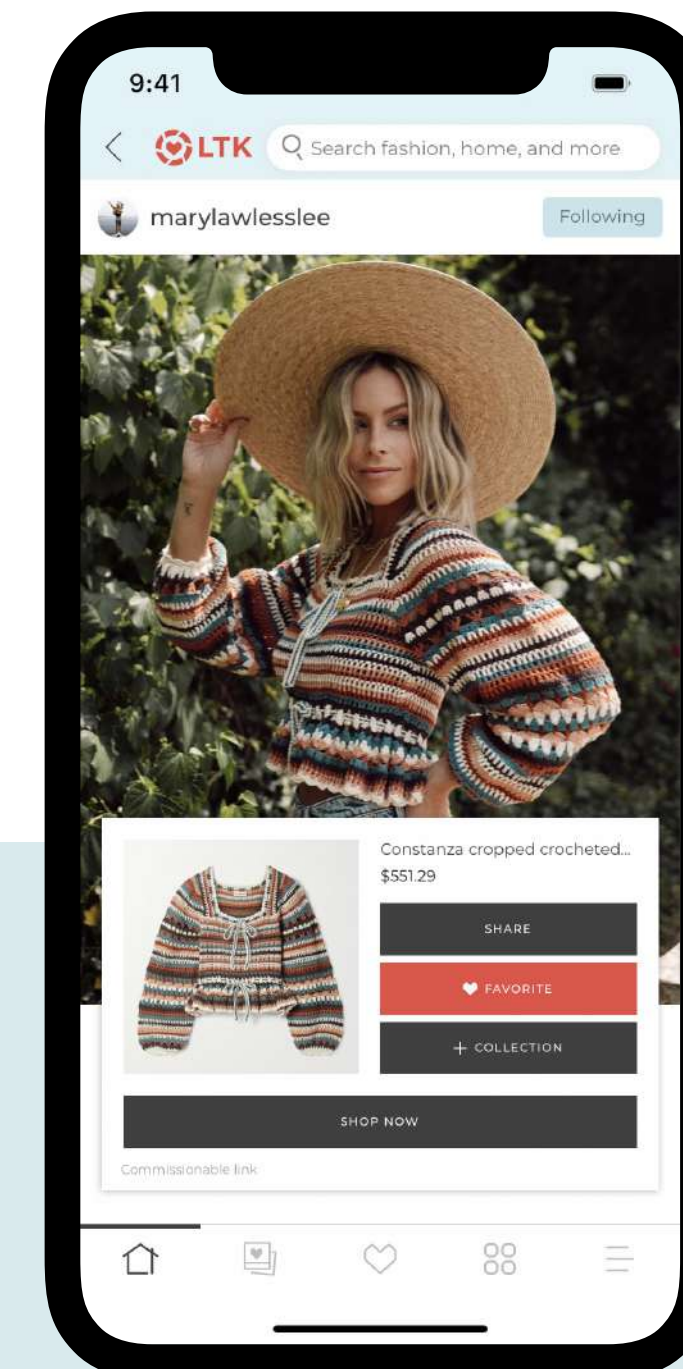 9:41
LTK Search fashion, home, and more
marylawlesslee Following
Constanza cropped crocheted...
$551.29
SHARE
FAVORITE
+ COLLECTION
SHOP NOW
Commissionable link